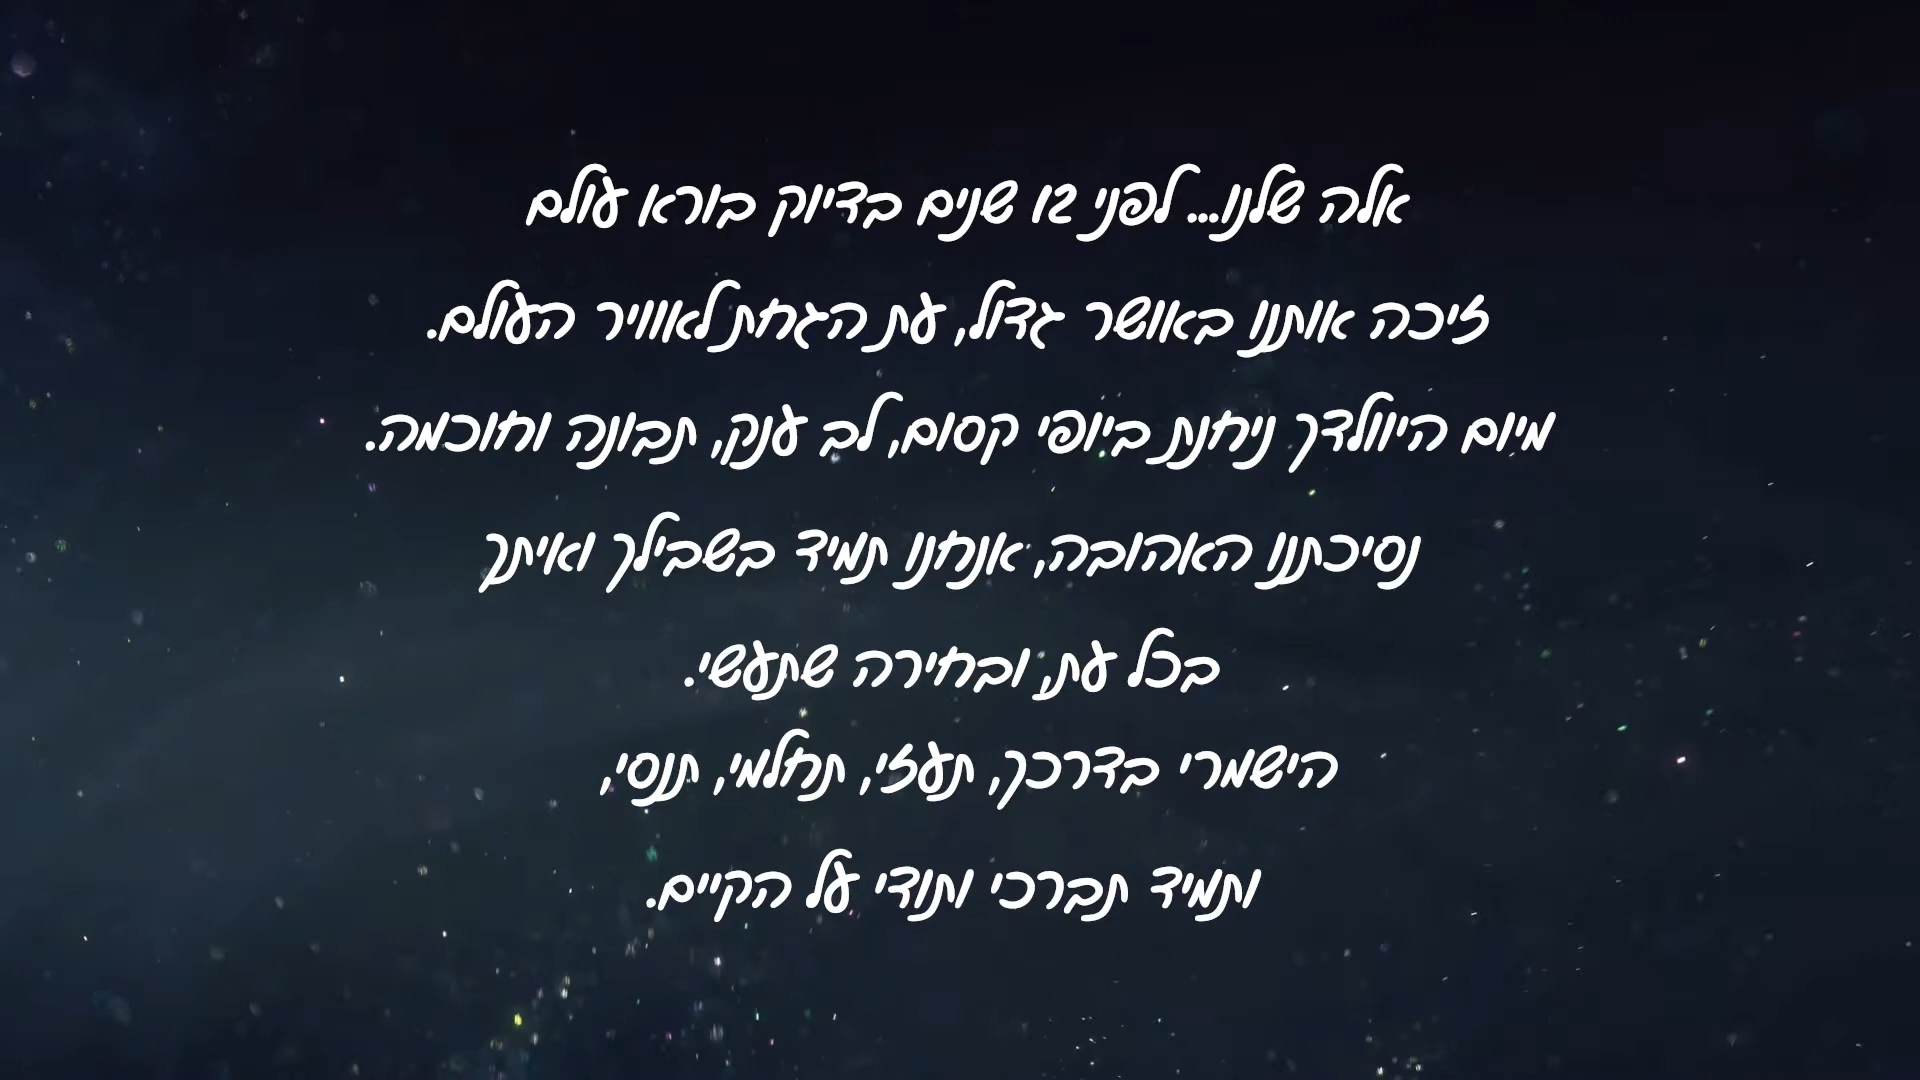 אלה שלנו... לפני 12 שנים בדיוק בורא עולם
זיכה אותנו באושר גדול, עת הגחת לאוויר העולם.
מיום היוולדך ניחנת ביופי קסום, לב ענק, תבונה וחוכמה.
נסיכתנו האהובה, אנחנו תמיד בשבילך ואיתך
בכל עת, ובחירה שתעשי.
הישמרי בדרכך, תעזי, תחלמי, תנסי,
ותמיד תברכי ותודי על הקיים.